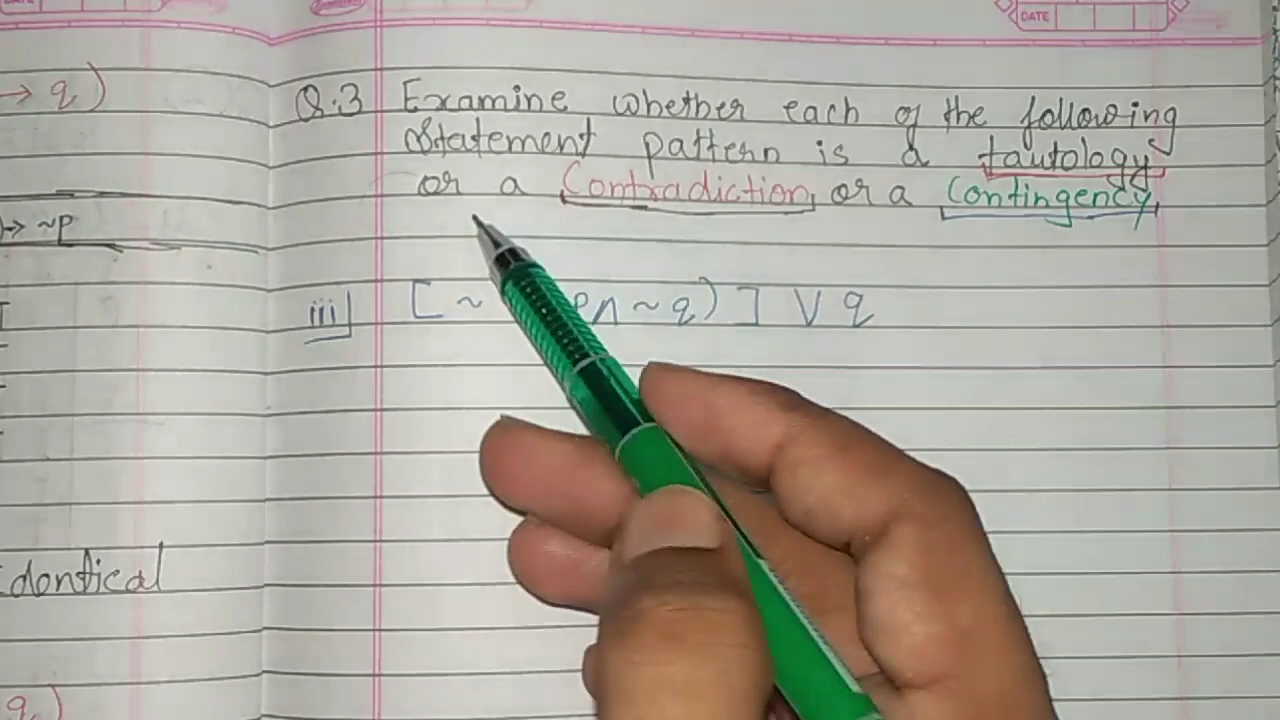 DATE
→ q)
Q.3 Examine whether each of the following
statement pattern is a tautology
or a contradiction or a contingency
) → ~p
iii] [ ~ p ∧ ~ q ) ] ∨ q
Identical
q)